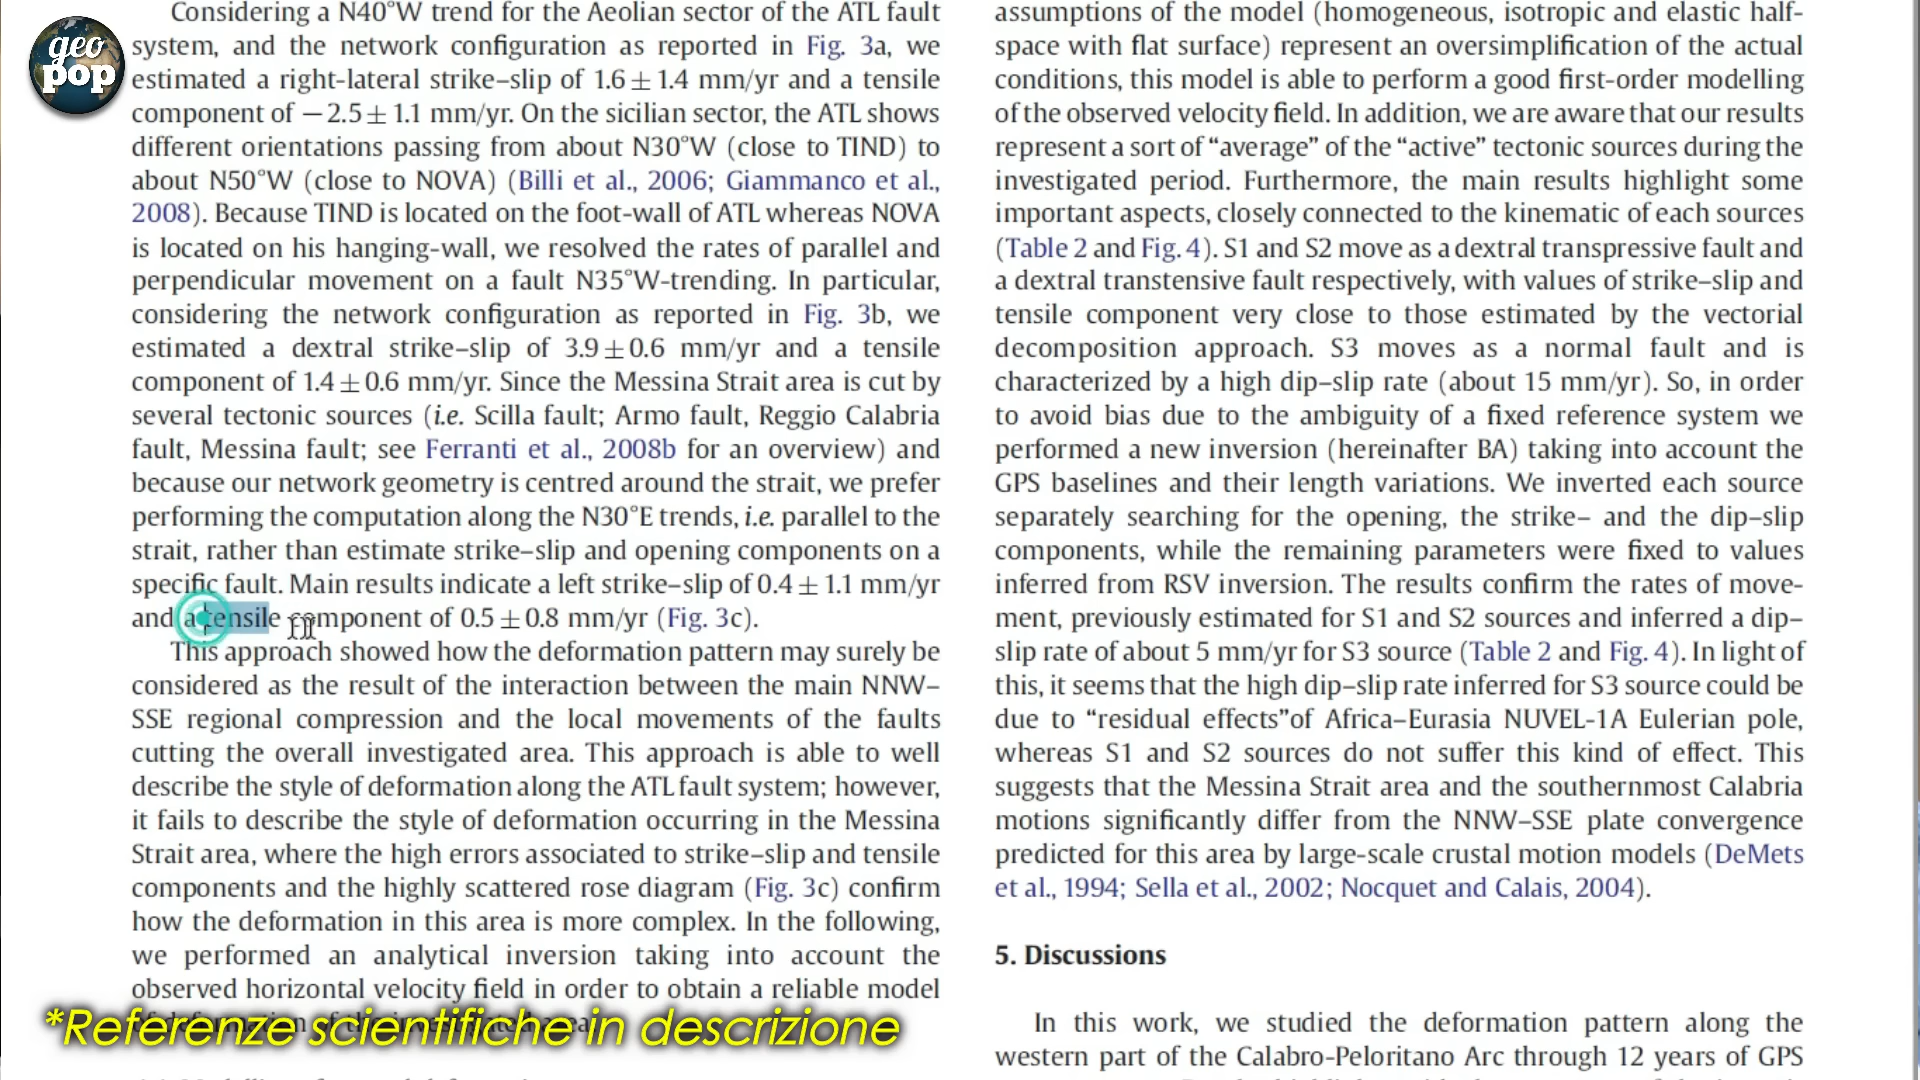 geo
pop
Considering a N40°W trend for the Aeolian sector of the ATL fault
system, and the network configuration as reported in Fig. 3a, we
estimated a right-lateral strike–slip of 1.6 ± 1.4 mm/yr and a tensile
component of −2.5 ± 1.1 mm/yr. On the sicilian sector, the ATL shows
different orientations passing from about N30°W (close to TIND) to
about N50°W (close to NOVA) (Billi et al., 2006; Giammanco et al.,
2008). Because TIND is located on the foot-wall of ATL whereas NOVA
is located on his hanging-wall, we resolved the rates of parallel and
perpendicular movement on a fault N35°W-trending. In particular,
considering the network configuration as reported in Fig. 3b, we
estimated a dextral strike–slip of 3.9 ± 0.6 mm/yr and a tensile
component of 1.4 ± 0.6 mm/yr. Since the Messina Strait area is cut by
several tectonic sources (i.e. Scilla fault; Armo fault, Reggio Calabria
fault, Messina fault; see Ferranti et al., 2008b for an overview) and
because our network geometry is centred around the strait, we prefer
performing the computation along the N30°E trends, i.e. parallel to the
strait, rather than estimate strike–slip and opening components on a
specific fault. Main results indicate a left strike–slip of 0.4 ± 1.1 mm/yr
and a tensile component of 0.5 ± 0.8 mm/yr (Fig. 3c).
This approach showed how the deformation pattern may surely be
considered as the result of the interaction between the main NNW–
SSE regional compression and the local movements of the faults
cutting the overall investigated area. This approach is able to well
describe the style of deformation along the ATL fault system; however,
it fails to describe the style of deformation occurring in the Messina
Strait area, where the high errors associated to strike–slip and tensile
components and the highly scattered rose diagram (Fig. 3c) confirm
how the deformation in this area is more complex. In the following,
we performed an analytical inversion taking into account the
observed horizontal velocity field in order to obtain a reliable model
*Referenze scientifiche in descrizione
assumptions of the model (homogeneous, isotropic and elastic half-
space with flat surface) represent an oversimplification of the actual
conditions, this model is able to perform a good first-order modelling
of the observed velocity field. In addition, we are aware that our results
represent a sort of “average” of the “active” tectonic sources during the
investigated period. Furthermore, the main results highlight some
important aspects, closely connected to the kinematic of each sources
(Table 2 and Fig. 4). S1 and S2 move as a dextral transpressive fault and
a dextral transtensive fault respectively, with values of strike–slip and
tensile component very close to those estimated by the vectorial
decomposition approach. S3 moves as a normal fault and is
characterized by a high dip–slip rate (about 15 mm/yr). So, in order
to avoid bias due to the ambiguity of a fixed reference system we
performed a new inversion (hereinafter BA) taking into account the
GPS baselines and their length variations. We inverted each source
separately searching for the opening, the strike– and the dip–slip
components, while the remaining parameters were fixed to values
inferred from RSV inversion. The results confirm the rates of move-
ment, previously estimated for S1 and S2 sources and inferred a dip–
slip rate of about 5 mm/yr for S3 source (Table 2 and Fig. 4). In light of
this, it seems that the high dip–slip rate inferred for S3 source could be
due to “residual effects”of Africa–Eurasia NUVEL-1A Eulerian pole,
whereas S1 and S2 sources do not suffer this kind of effect. This
suggests that the Messina Strait area and the southernmost Calabria
motions significantly differ from the NNW–SSE plate convergence
predicted for this area by large-scale crustal motion models (DeMets
et al., 1994; Sella et al., 2002; Nocquet and Calais, 2004).
5. Discussions
In this work, we studied the deformation pattern along the
western part of the Calabro-Peloritano Arc through 12 years of GPS